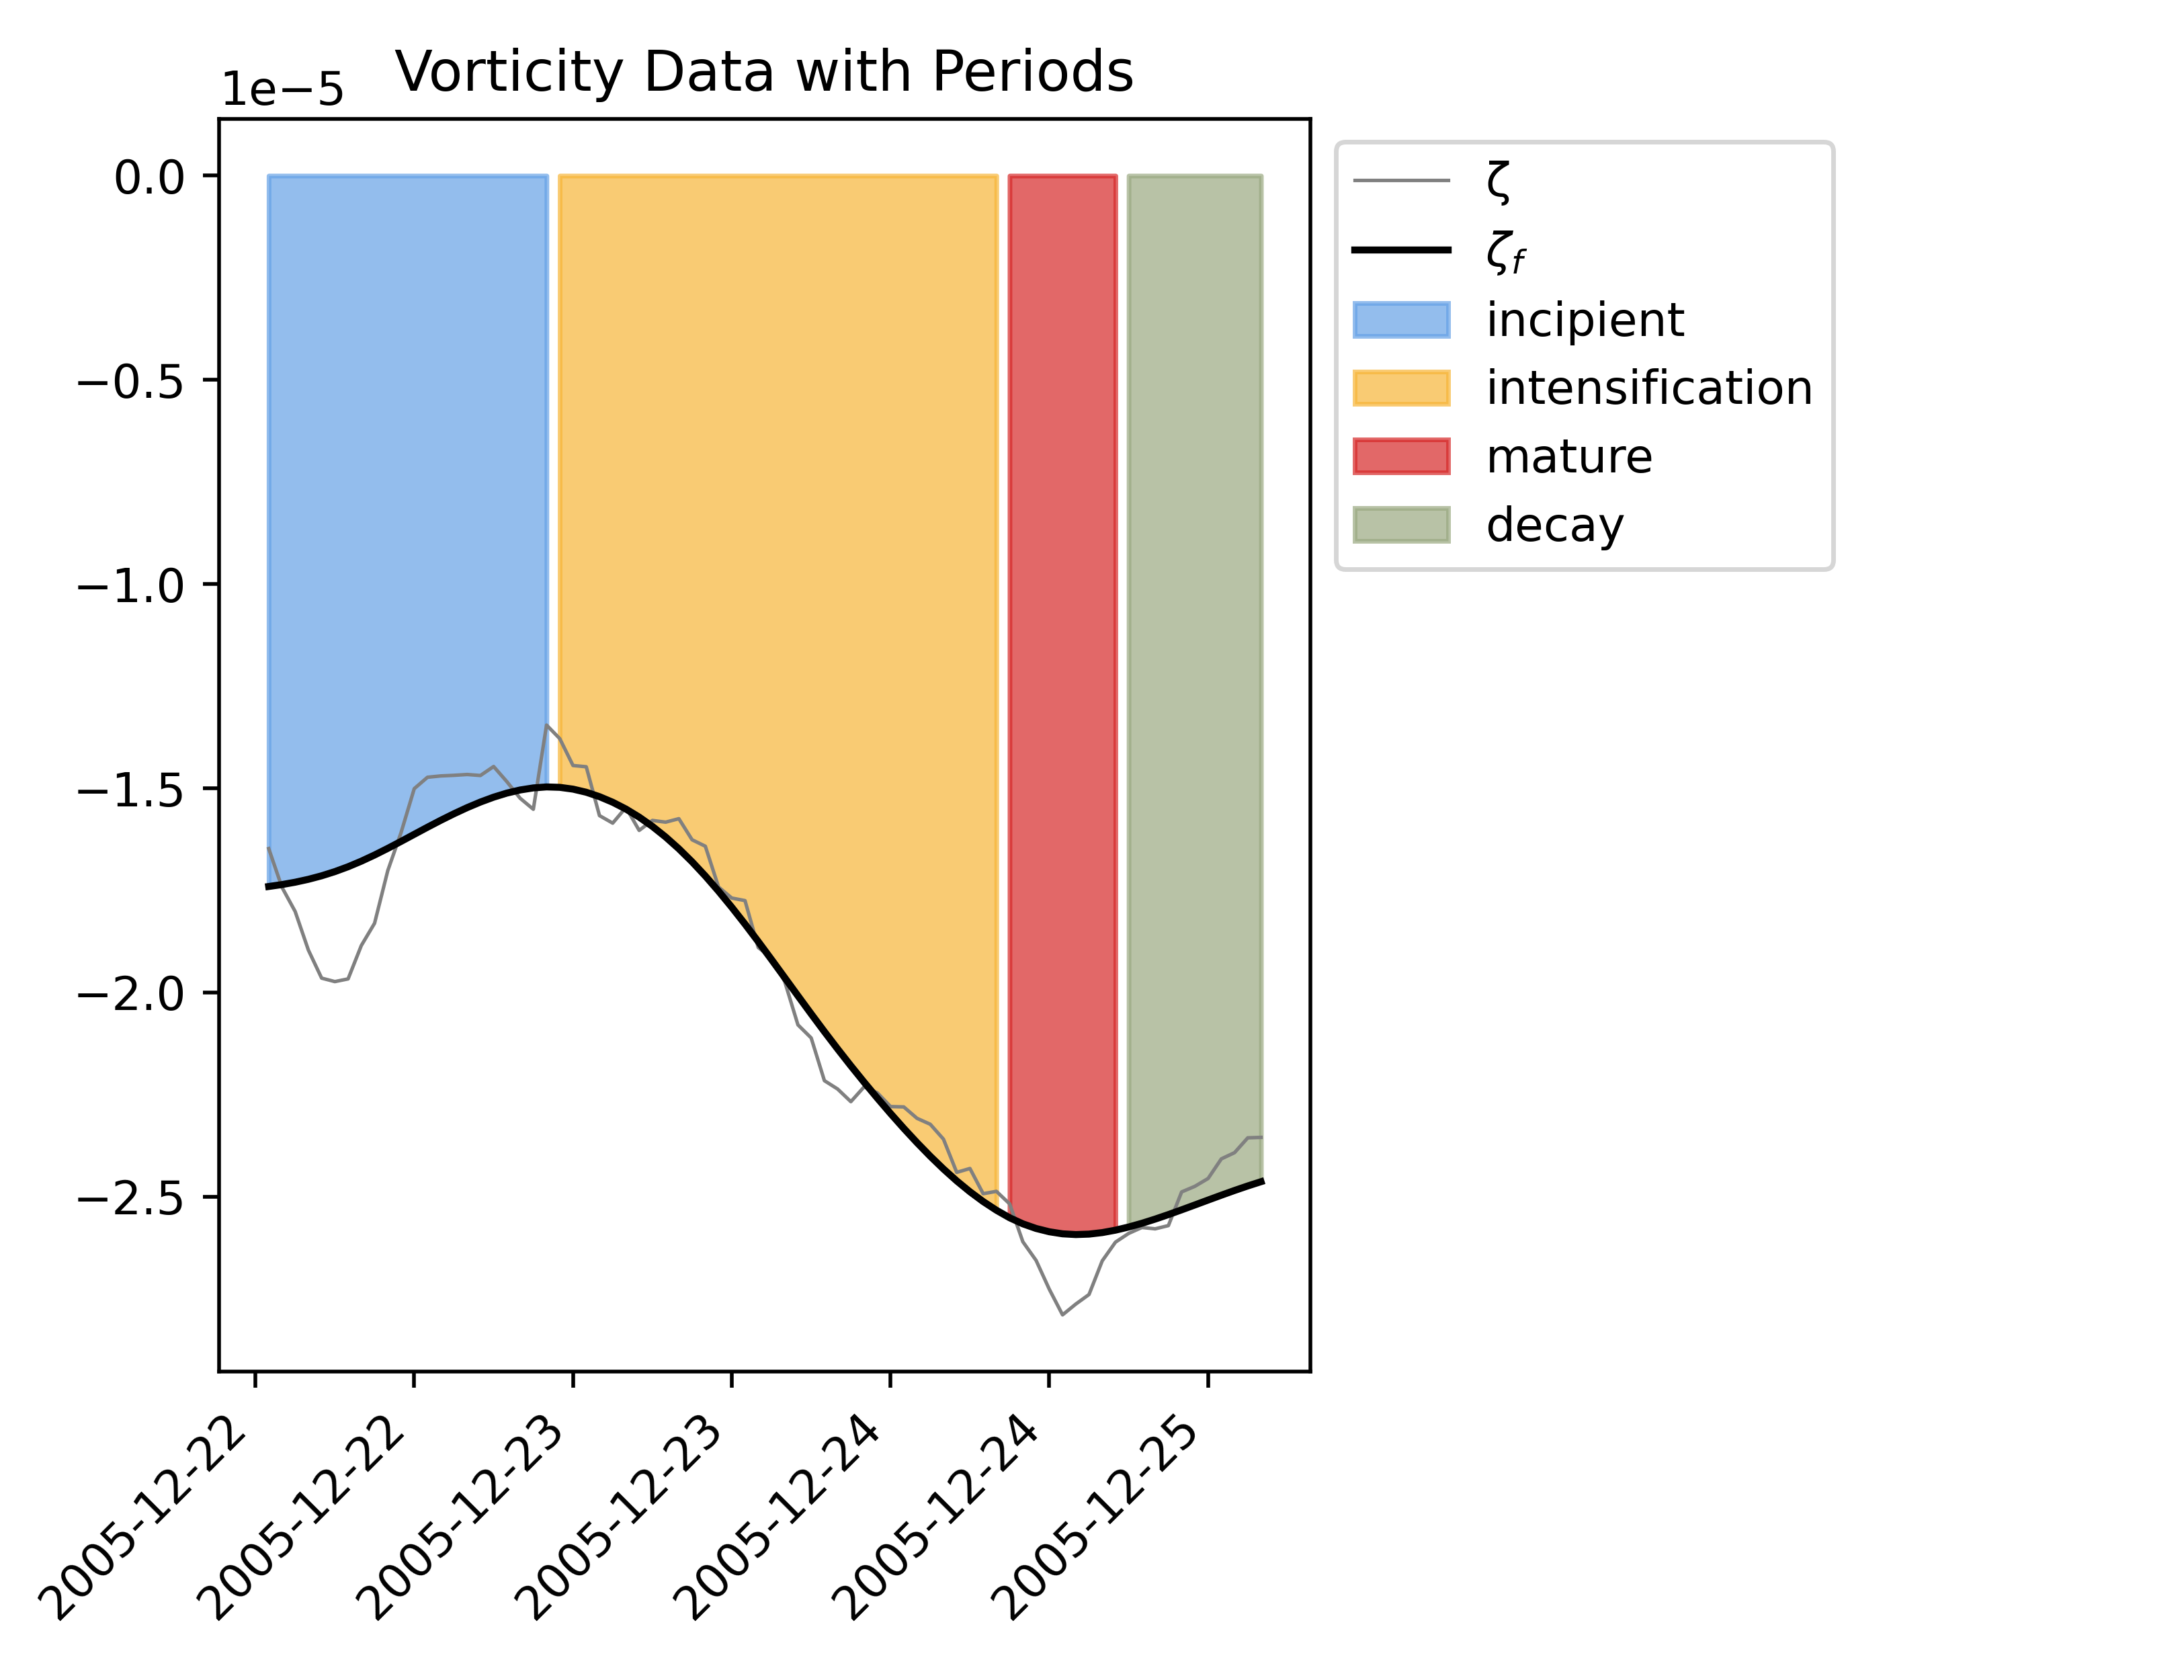 Vorticity Data with Periods
1e−5
0.0
−0.5
−1.0
−1.5
−2.0
−2.5
2005-12-22
2005-12-22
2005-12-23
2005-12-23
2005-12-24
2005-12-24
2005-12-25
ζ
ζf
incipient
intensification
mature
decay